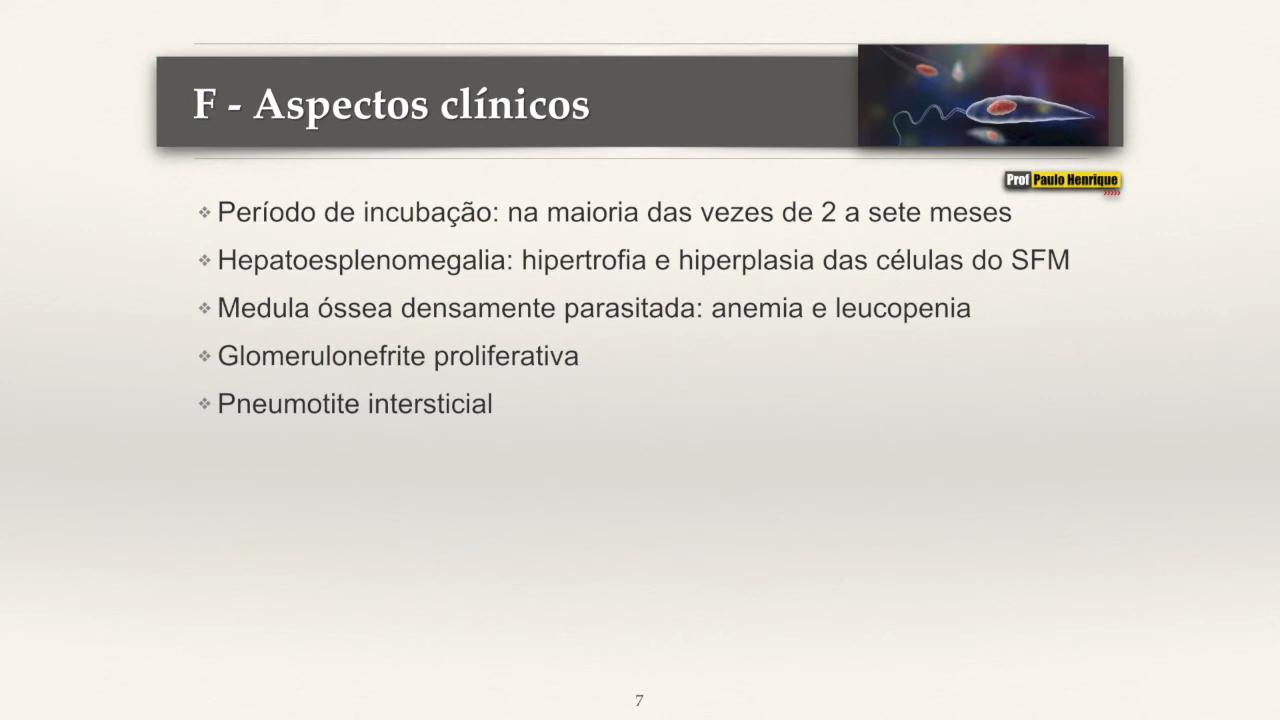 F - Aspectos clínicos
Prof Paulo Henrique
Período de incubação: na maioria das vezes de 2 a sete meses
Hepatoesplenomegalia: hipertrofia e hiperplasia das células do SFM
Medula óssea densamente parasitada: anemia e leucopenia
Glomerulonefrite proliferativa
Pneumotite intersticial
7